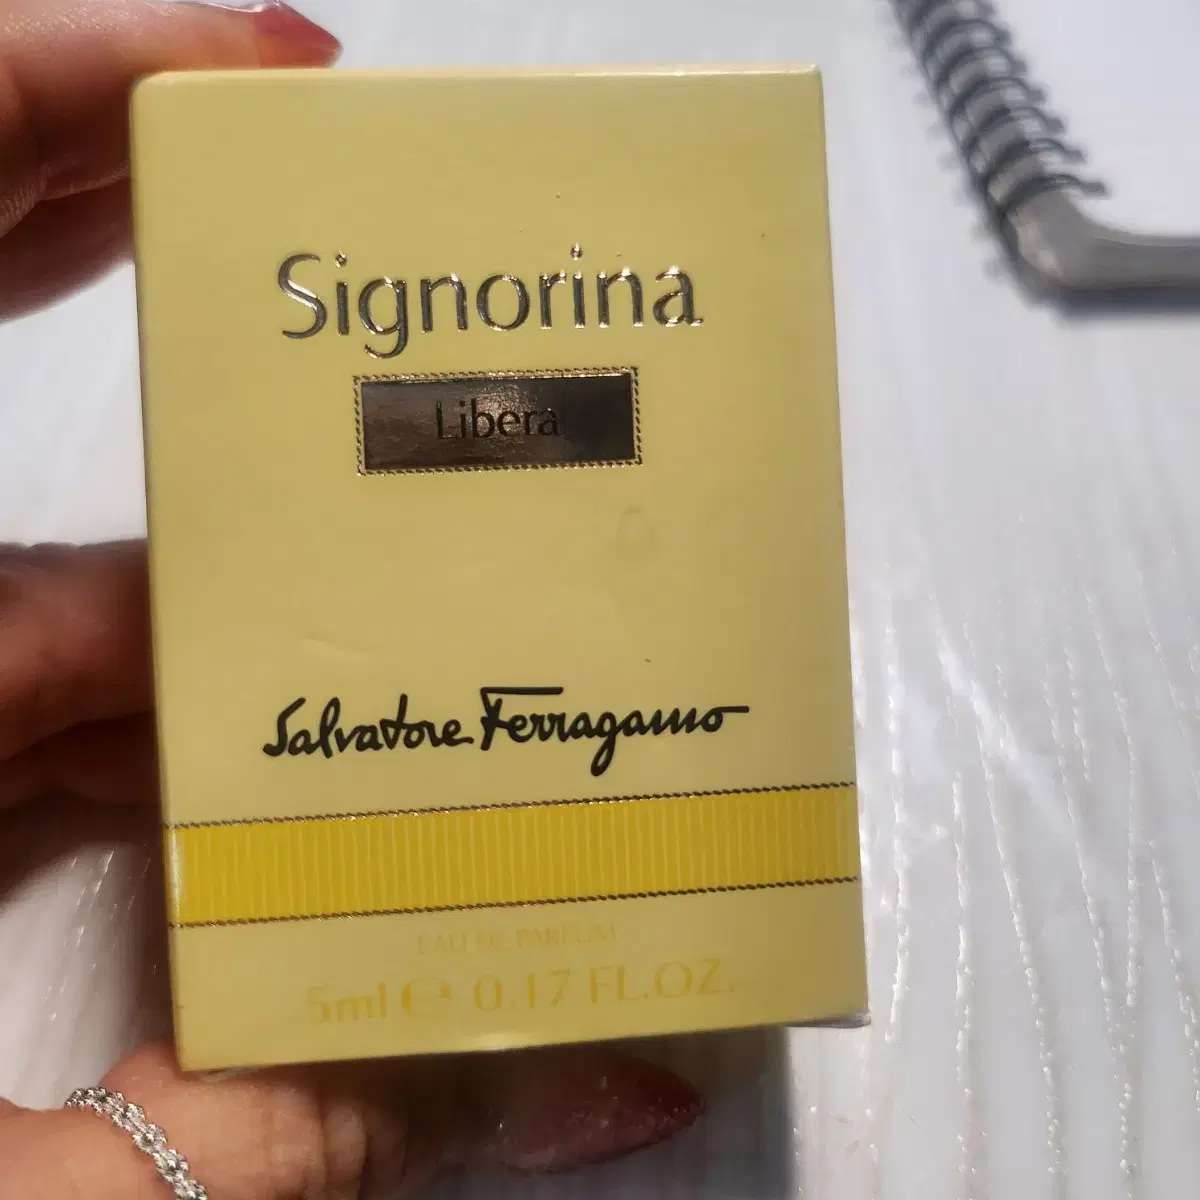 Signorina
Libera
Salvatore Ferragamo
EAU DE PARFUM
5ml ℮ 0.17 FL.OZ.